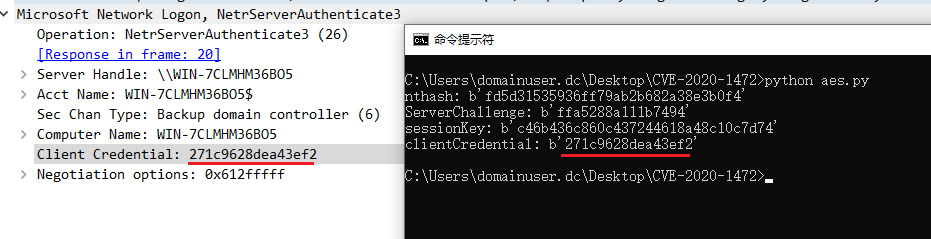 Microsoft Network Logon, NetrServerAuthenticate3
Operation: NetrServerAuthenticate3 (26)
[Response in frame: 20]
Server Handle: \\WIN-7CLMHM36BO5
Acct Name: WIN-7CLMHM36BO5$
Sec Chan Type: Backup domain controller (6)
Computer Name: WIN-7CLMHM36BO5
Client Credential: 271c9628dea43ef2
Negotiation options: 0x612fffff
命令提示符
C:\Users\domainuser.dc\Desktop\CVE-2020-1472>python aes.py
nthash: b'fd5d31535936ff79ab2b682a38e3b0f4'
ServerChallenge: b'ffa5288a111b7494'
sessionKey: b'c46b436c860c437244618a48c10c7d74'
clientCredential: b'271c9628dea43ef2'
C:\Users\domainuser.dc\Desktop\CVE-2020-1472>